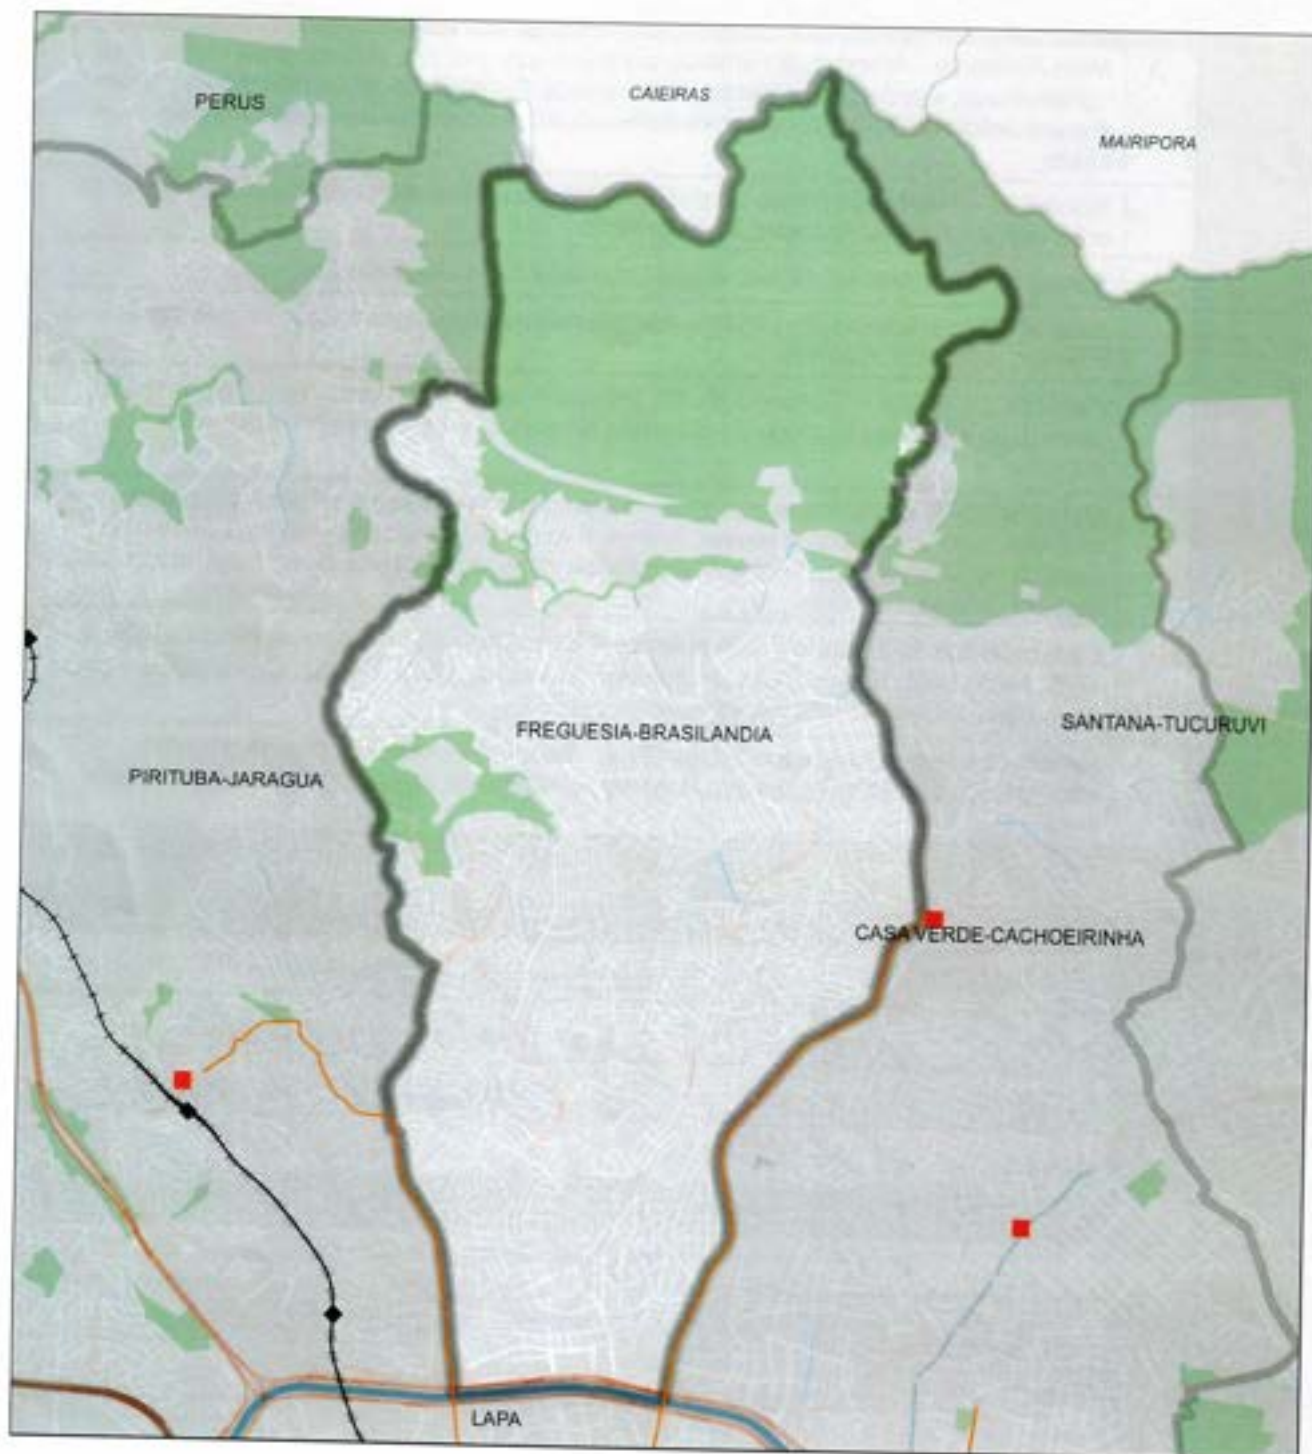 PERUS
CAIEIRAS
MAIRIPORA
FREGUESIA-BRASILANDIA
SANTANA-TUCURUVI
PIRITUBA-JARAGUA
CASA VERDE-CACHOEIRINHA
LAPA